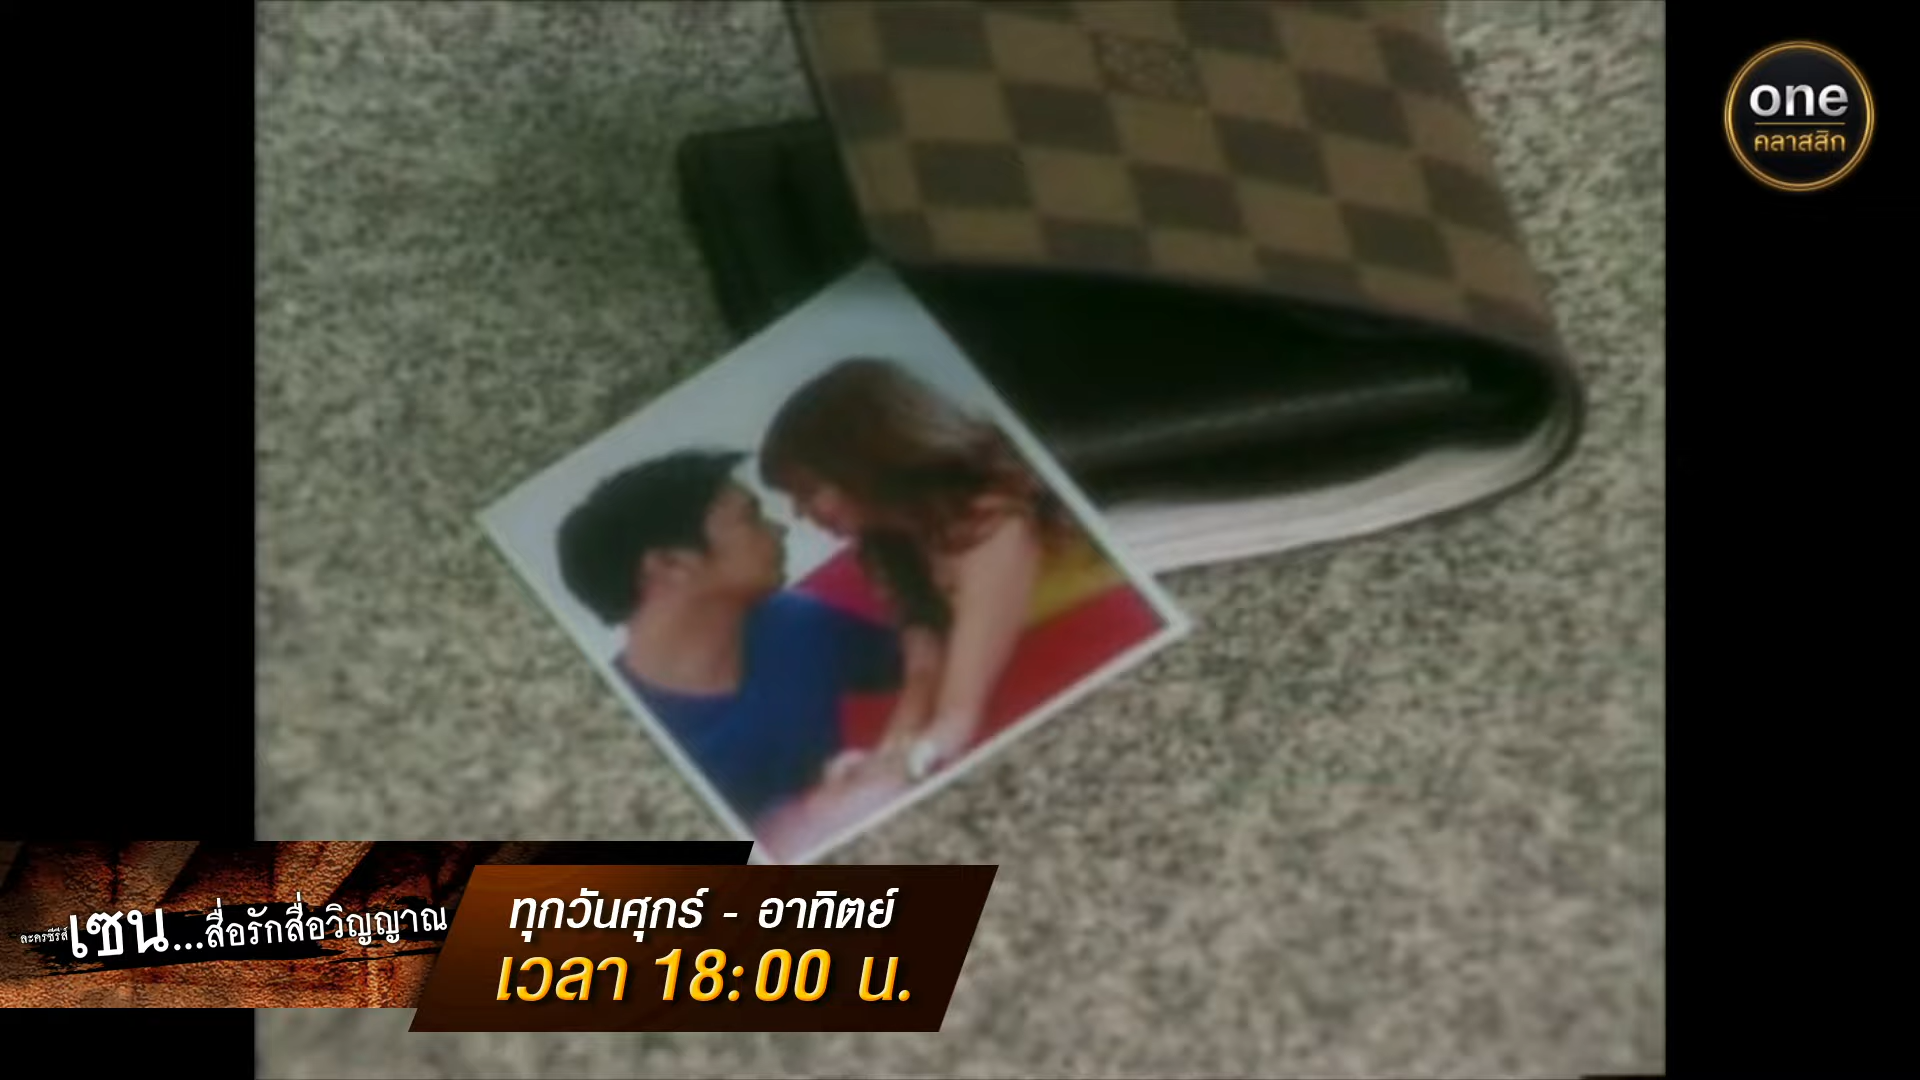 one
คลาสสิก
ละครซีรีส์
เซน...สื่อรักสื่อวิญญาณ
ทุกวันศุกร์ - อาทิตย์
เวลา 18:00 น.